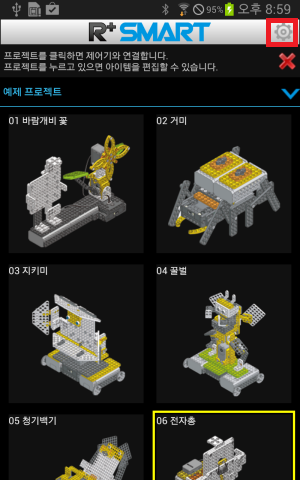 95% 오후 8:59
R+SMART
프로젝트를 클릭하면 제어기와 연결합니다.
프로젝트를 누르고 있으면 아이템을 편집할 수 있습니다.
예제 프로젝트
01 바람개비 꽃
02 거미
03 지키미
04 꿀벌
05 청기백기
06 전자총